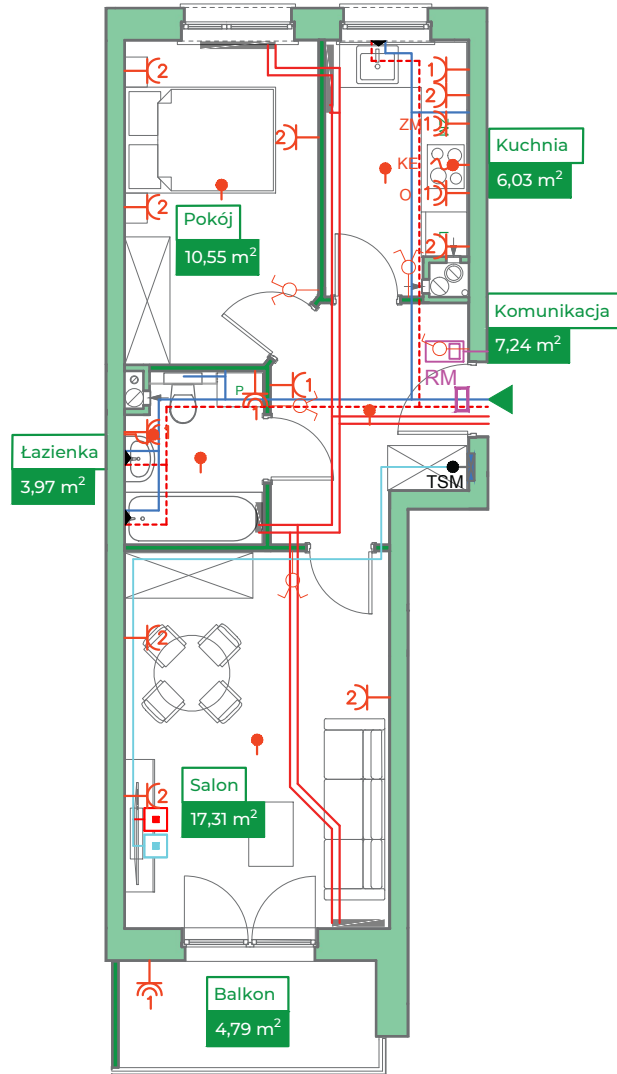 2
1
2
ZM
1
2
KE
O
1
Kuchnia
6,03 m²
2
Pokój
10,55 m²
2
Komunikacja
7,24 m²
RM
P
1
1
Łazienka
3,97 m²
TSM
2
2
Salon
17,31 m²
2
1
Balkon
4,79 m²